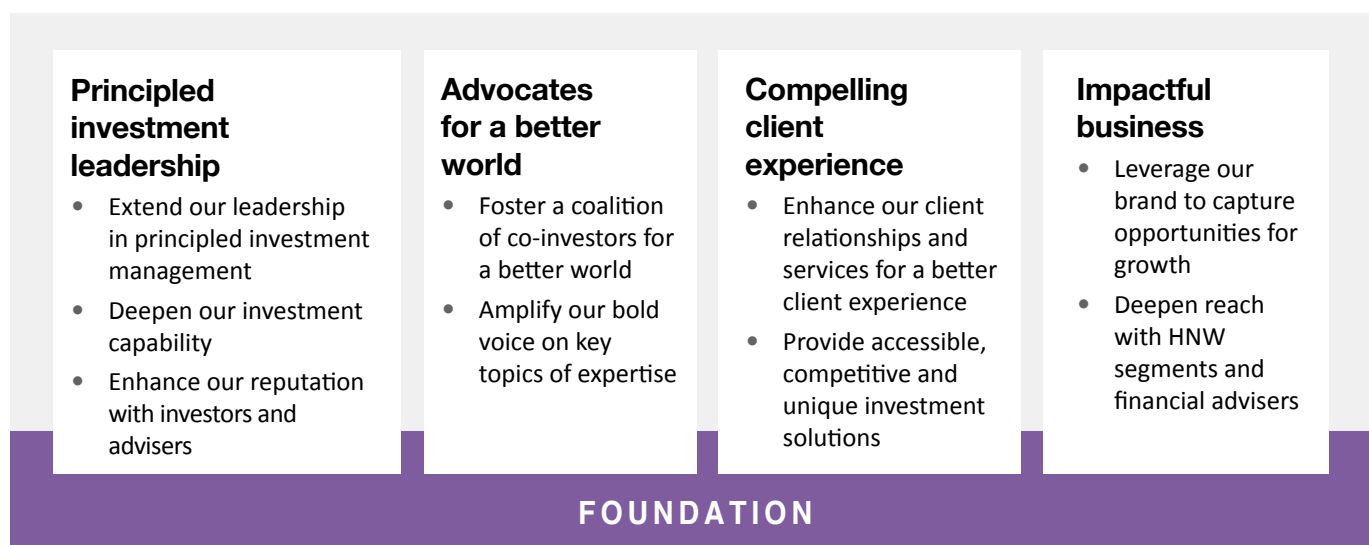 Principled
investment
leadership
• Extend our leadership
in principled investment
management
• Deepen our investment
capability
• Enhance our reputation
with investors and
advisers
Advocates
for a better
world
• Foster a coalition
of co-investors for
a better world
• Amplify our bold
voice on key
topics of expertise
Compelling
client
experience
• Enhance our client
relationships and
services for a better
client experience
• Provide accessible,
competitive and
unique investment
solutions
Impactful
business
• Leverage our
brand to capture
opportunities for
growth
• Deepen reach
with HNW
segments and
financial advisers
FOUNDATION